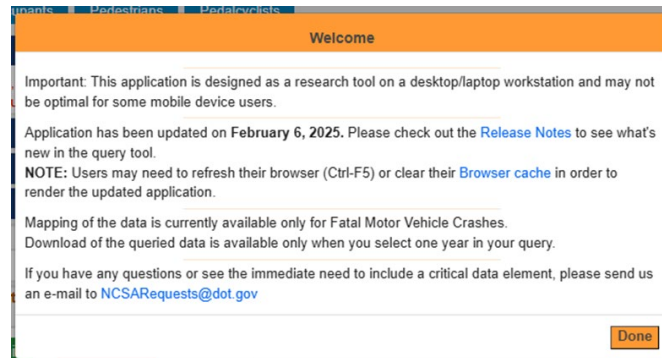 Pedestrians Pedalcyclists
Welcome
Important: This application is designed as a research tool on a desktop/laptop workstation and may not
be optimal for some mobile device users.
Application has been updated on February 6, 2025. Please check out the Release Notes to see what's
new in the query tool.
NOTE: Users may need to refresh their browser (Ctrl-F5) or clear their Browser cache in order to
render the updated application.
Mapping of the data is currently available only for Fatal Motor Vehicle Crashes.
Download of the queried data is available only when you select one year in your query.
If you have any questions or see the immediate need to include a critical data element, please send us
an e-mail to NCSARequests@dot.gov
Done